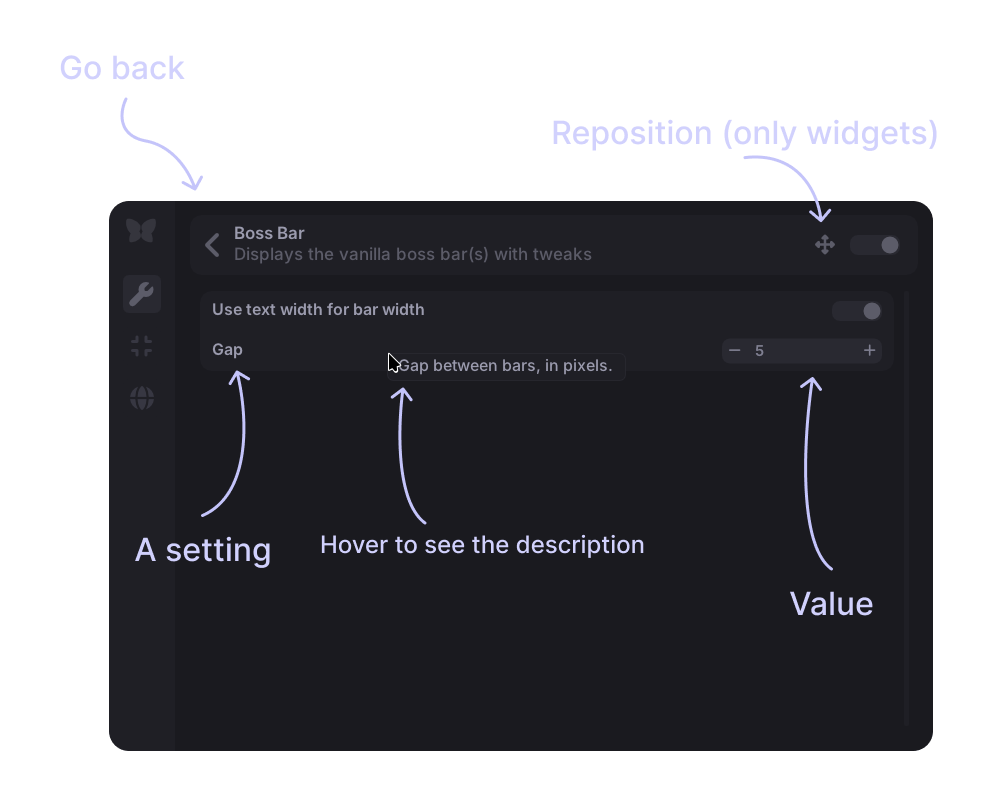 Go back
Reposition (only widgets)
Boss Bar
Displays the vanilla boss bar(s) with tweaks
Use text width for bar width
Gap
5
Gap between bars, in pixels.
A setting
Hover to see the description
Value